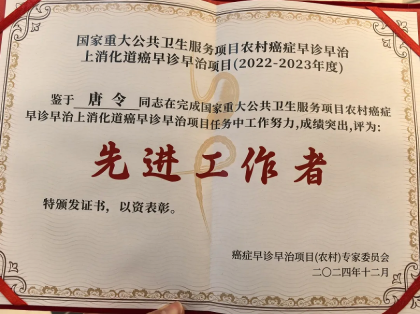 国家重大公共卫生服务项目农村癌症早诊早治
上消化道癌早诊早治项目(2022-2023年度)
鉴于 唐令 同志在完成国家重大公共卫生服务项目农村癌症
早诊早治上消化道癌早诊早治项目任务中工作努力,成绩突出,评为:
先进工作者
特颁发证书，以资表彰。
癌症早诊早治项目(农村)专家委员会
二〇二四年十二月